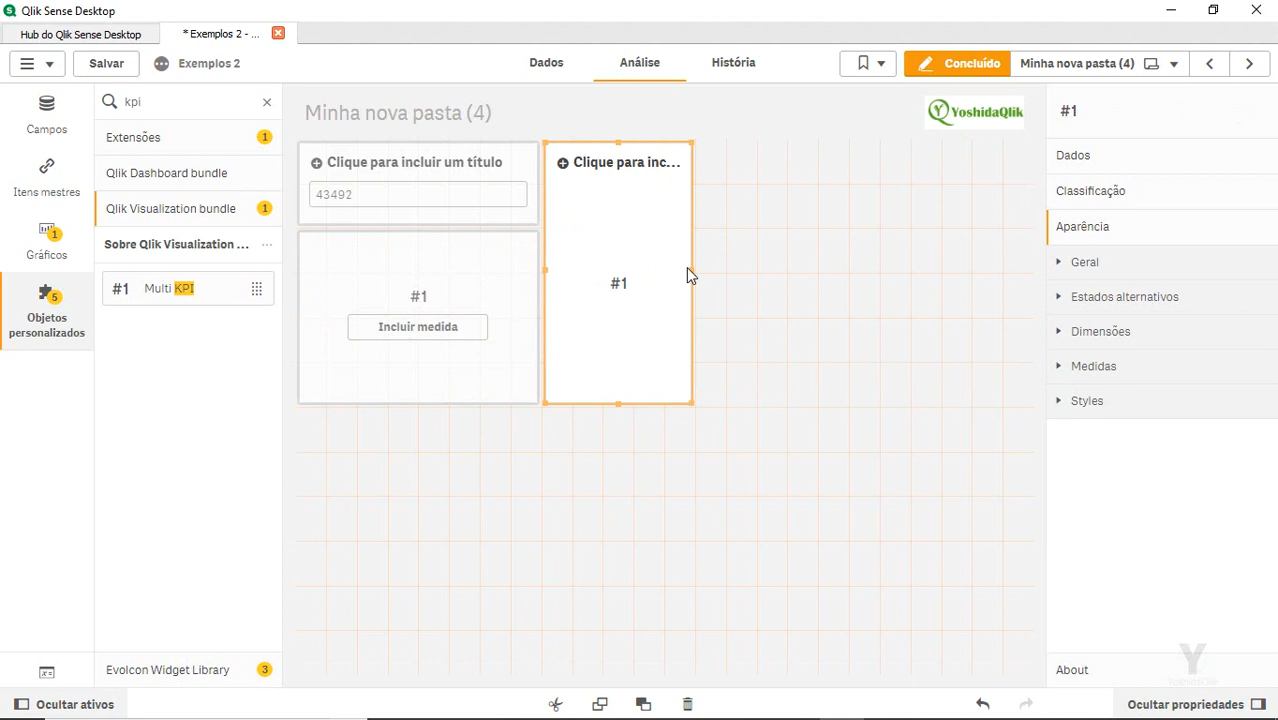 Qlik Sense Desktop
Hub do Qlik Sense Desktop
* Exemplos 2 - ...
Salvar
Exemplos 2
Dados
Análise
História
Concluído
Minha nova pasta (4)
Campos
Itens mestres
1
Gráficos
5
Objetos
personalizados
kpi
Extensões
1
Qlik Dashboard bundle
Qlik Visualization bundle
1
Sobre Qlik Visualization ...
#1
Multi KPI
Evolcon Widget Library
3
Minha nova pasta (4)
YoshidaQlik
Clique para incluir um título
43492
#1
Incluir medida
Clique para inc...
#1
#1
Dados
Classificação
Aparência
Geral
Estados alternativos
Dimensões
Medidas
Styles
About
Y
YoshidaQlik
Ocultar ativos
Ocultar propriedades